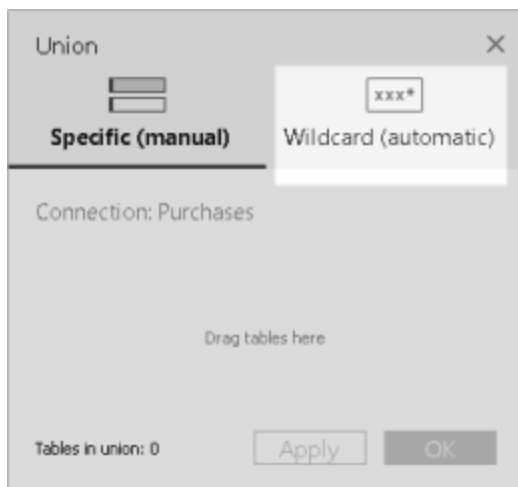 Union
xxx*
Specific (manual)
Wildcard (automatic)
Connection: Purchases
Drag tables here
Tables in union: 0
Apply
OK